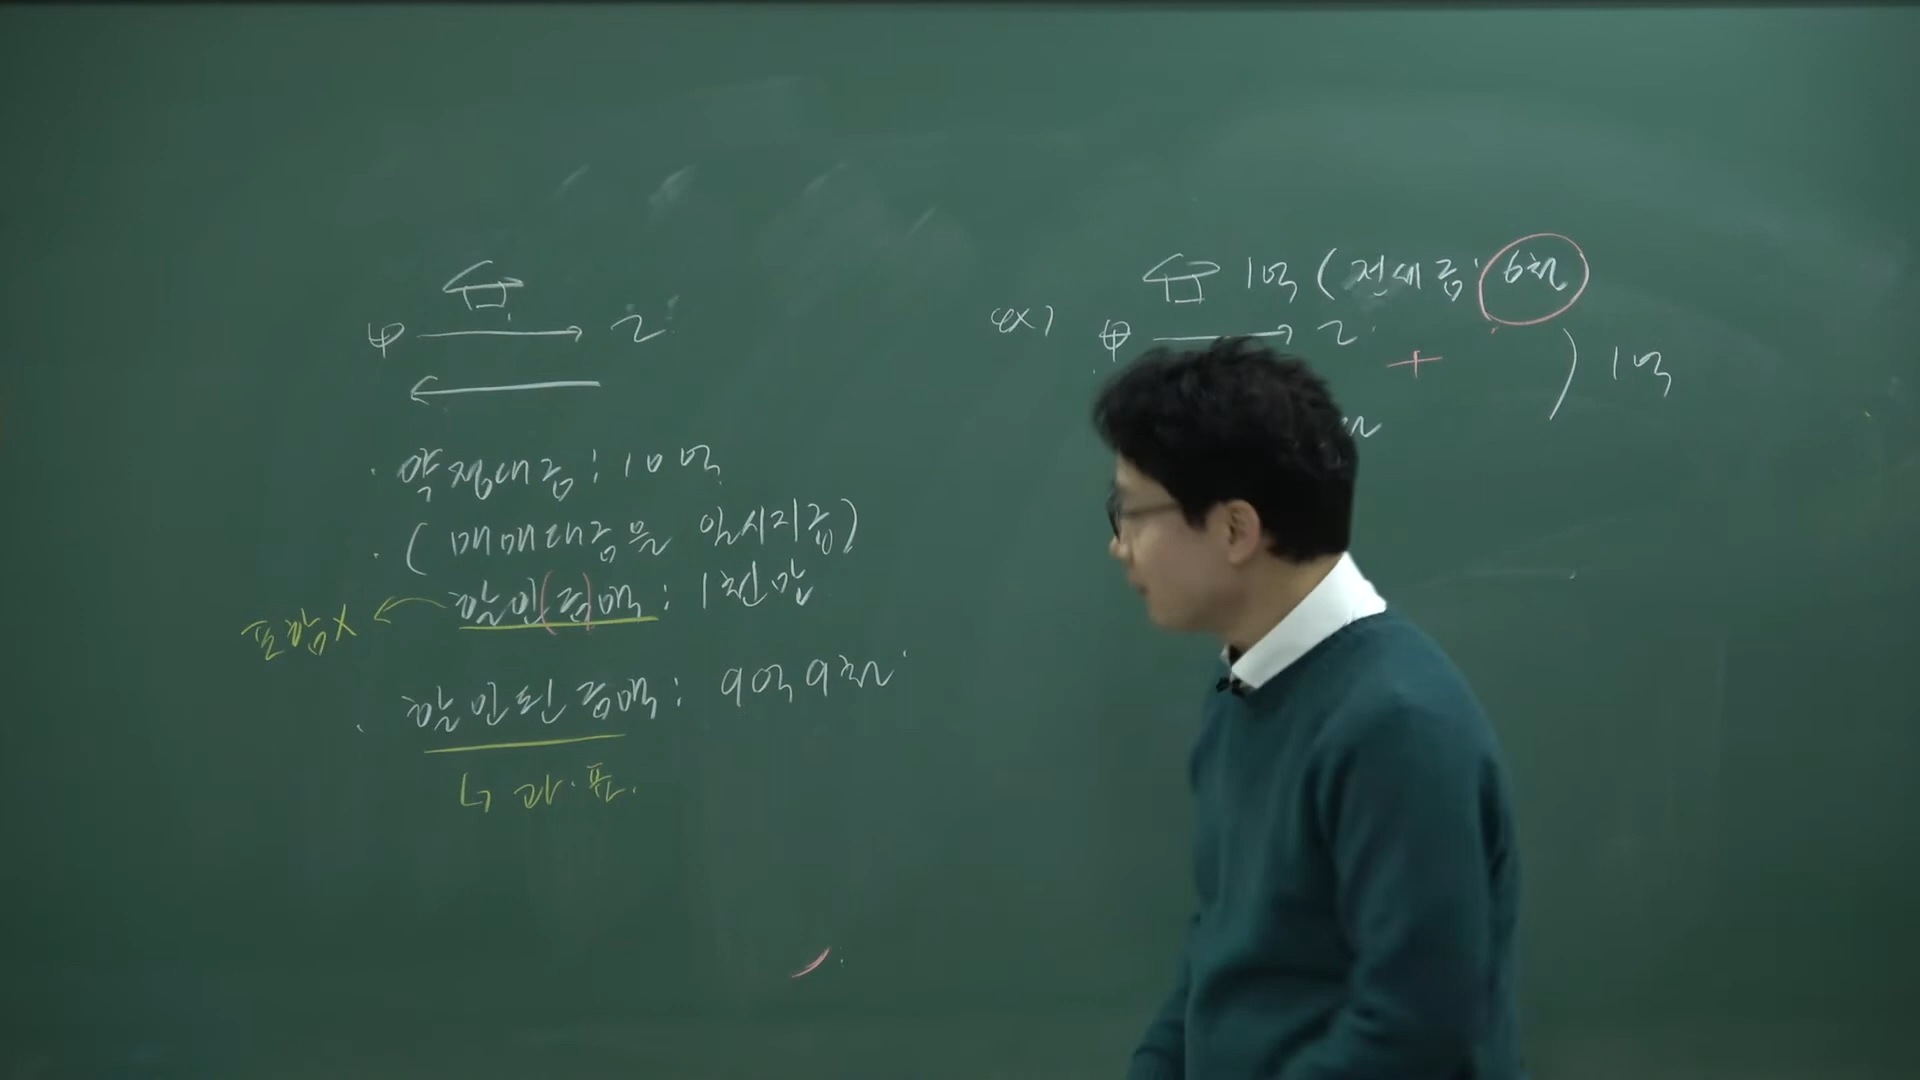 甲 → 乙
←
· 약정대금 : 10억
· (매매대금을 일시지급)
포함X ← 할인(금)액 : 1천만
· 할인된 금액 : 9억 9천
↳ 과·표.
ex) 1억 (전세금 6천
甲 → 乙
+
) 1억